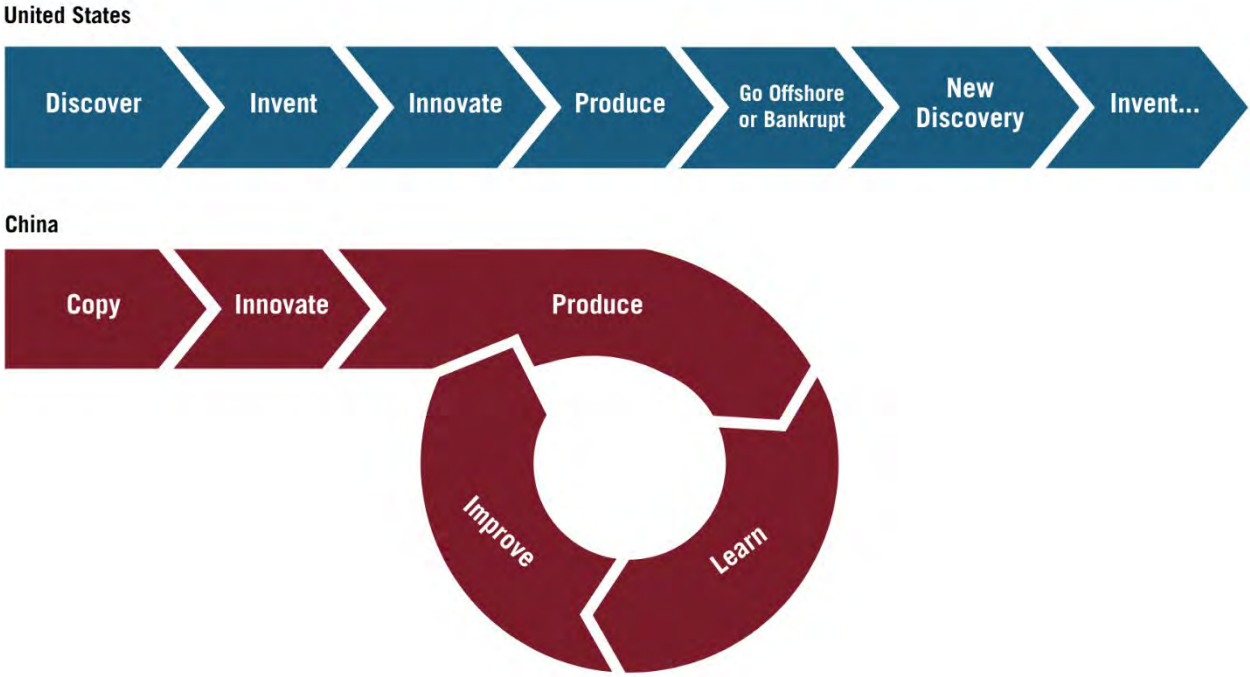 United States
Discover
Invent
Innovate
Produce
Go Offshore
or Bankrupt
New
Discovery
Invent...
China
Copy
Innovate
Produce
Learn
Improve